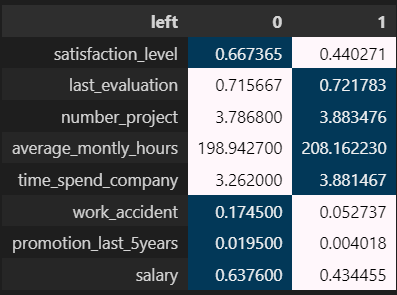 left 0 1
satisfaction_level 0.667365 0.440271
last_evaluation 0.715667 0.721783
number_project 3.786800 3.883476
average_montly_hours 198.942700 208.162230
time_spend_company 3.262000 3.881467
work_accident 0.174500 0.052737
promotion_last_5years 0.019500 0.004018
salary 0.637600 0.434455